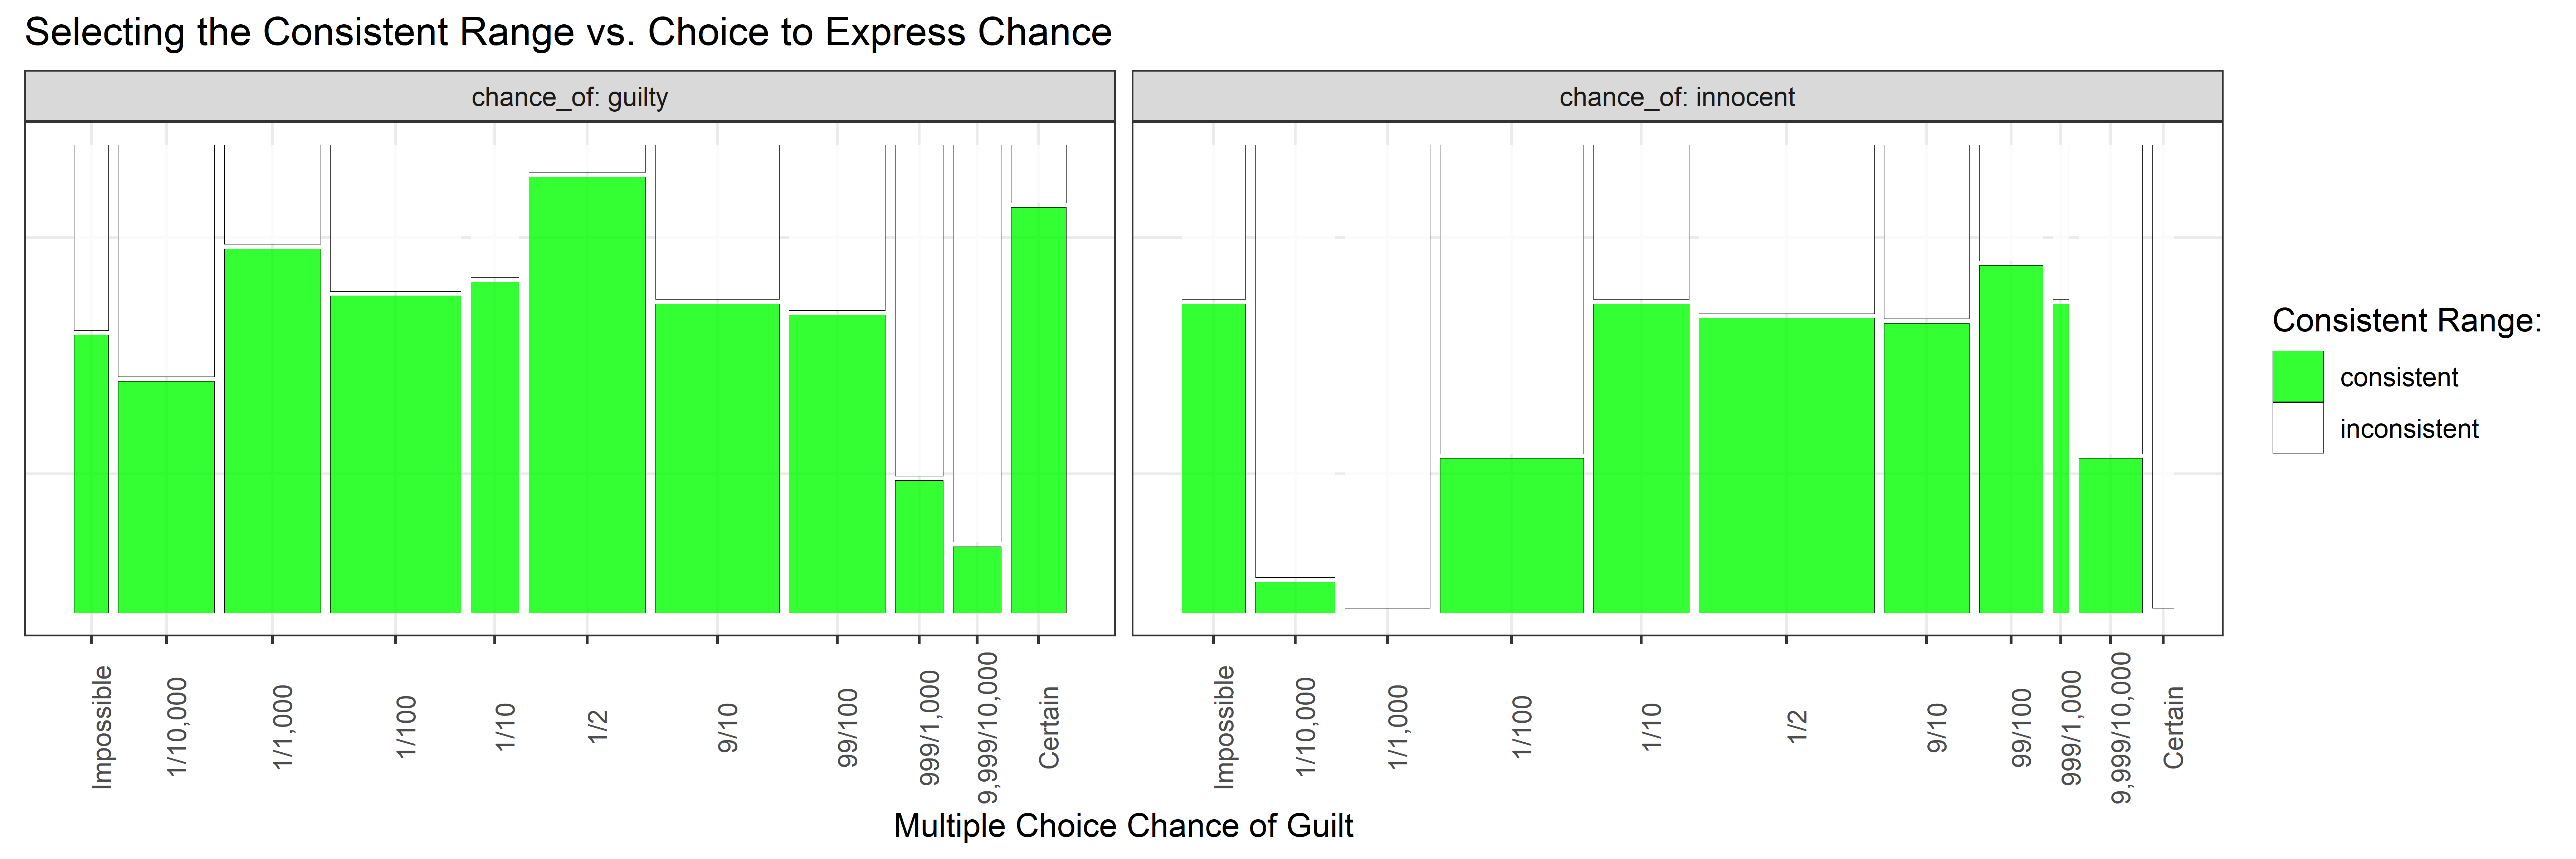 Selecting the Consistent Range vs. Choice to Express Chance
chance_of: guilty
chance_of: innocent
Impossible
1/10,000
1/1,000
1/100
1/10
1/2
9/10
99/100
999/1,000
9,999/10,000
Certain
Impossible
1/10,000
1/1,000
1/100
1/10
1/2
9/10
99/100
999/1,000
9,999/10,000
Certain
Multiple Choice Chance of Guilt
Consistent Range:
consistent
inconsistent